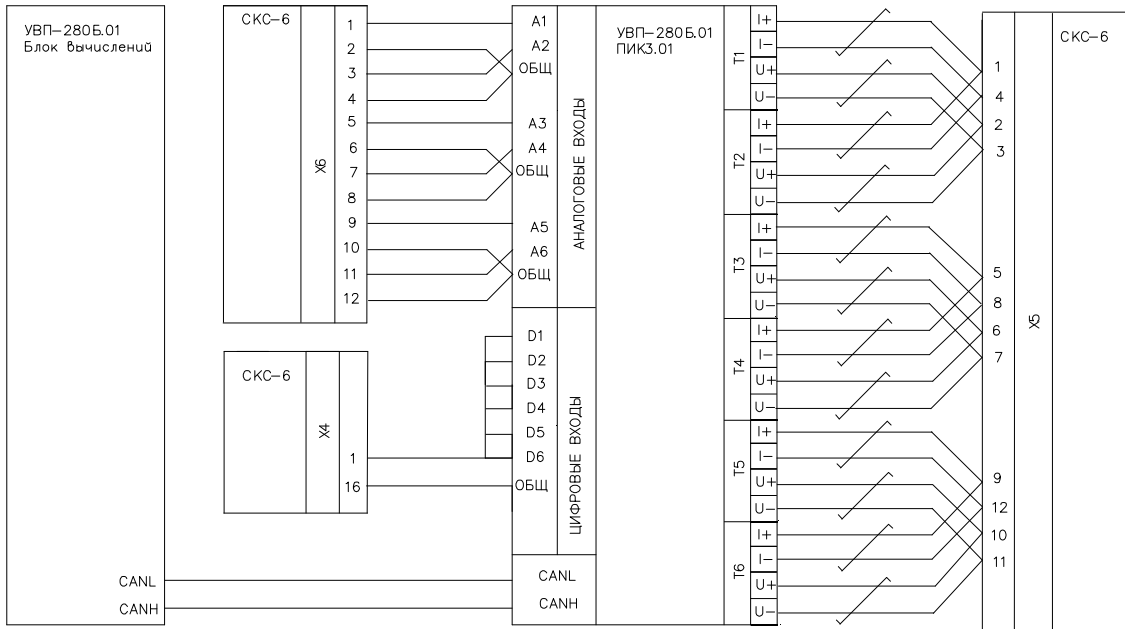 УВП-280Б.01
Блок вычислений
CANL
CANH
СКС-6
X6
1
2
3
4
5
6
7
8
9
10
11
12
СКС-6
X4
1
16
A1
A2
ОБЩ
A3
A4
ОБЩ
A5
A6
ОБЩ
АНАЛОГОВЫЕ ВХОДЫ
D1
D2
D3
D4
D5
D6
ОБЩ
ЦИФРОВЫЕ ВХОДЫ
CANL
CANH
УВП-280Б.01
ПИК3.01
T1
I+
I-
U+
U-
T2
I+
I-
U+
U-
T3
I+
I-
U+
U-
T4
I+
I-
U+
U-
T5
I+
I-
U+
U-
T6
I+
I-
U+
U-
1
4
2
3
5
8
6
7
9
12
10
11
X5
СКС-6